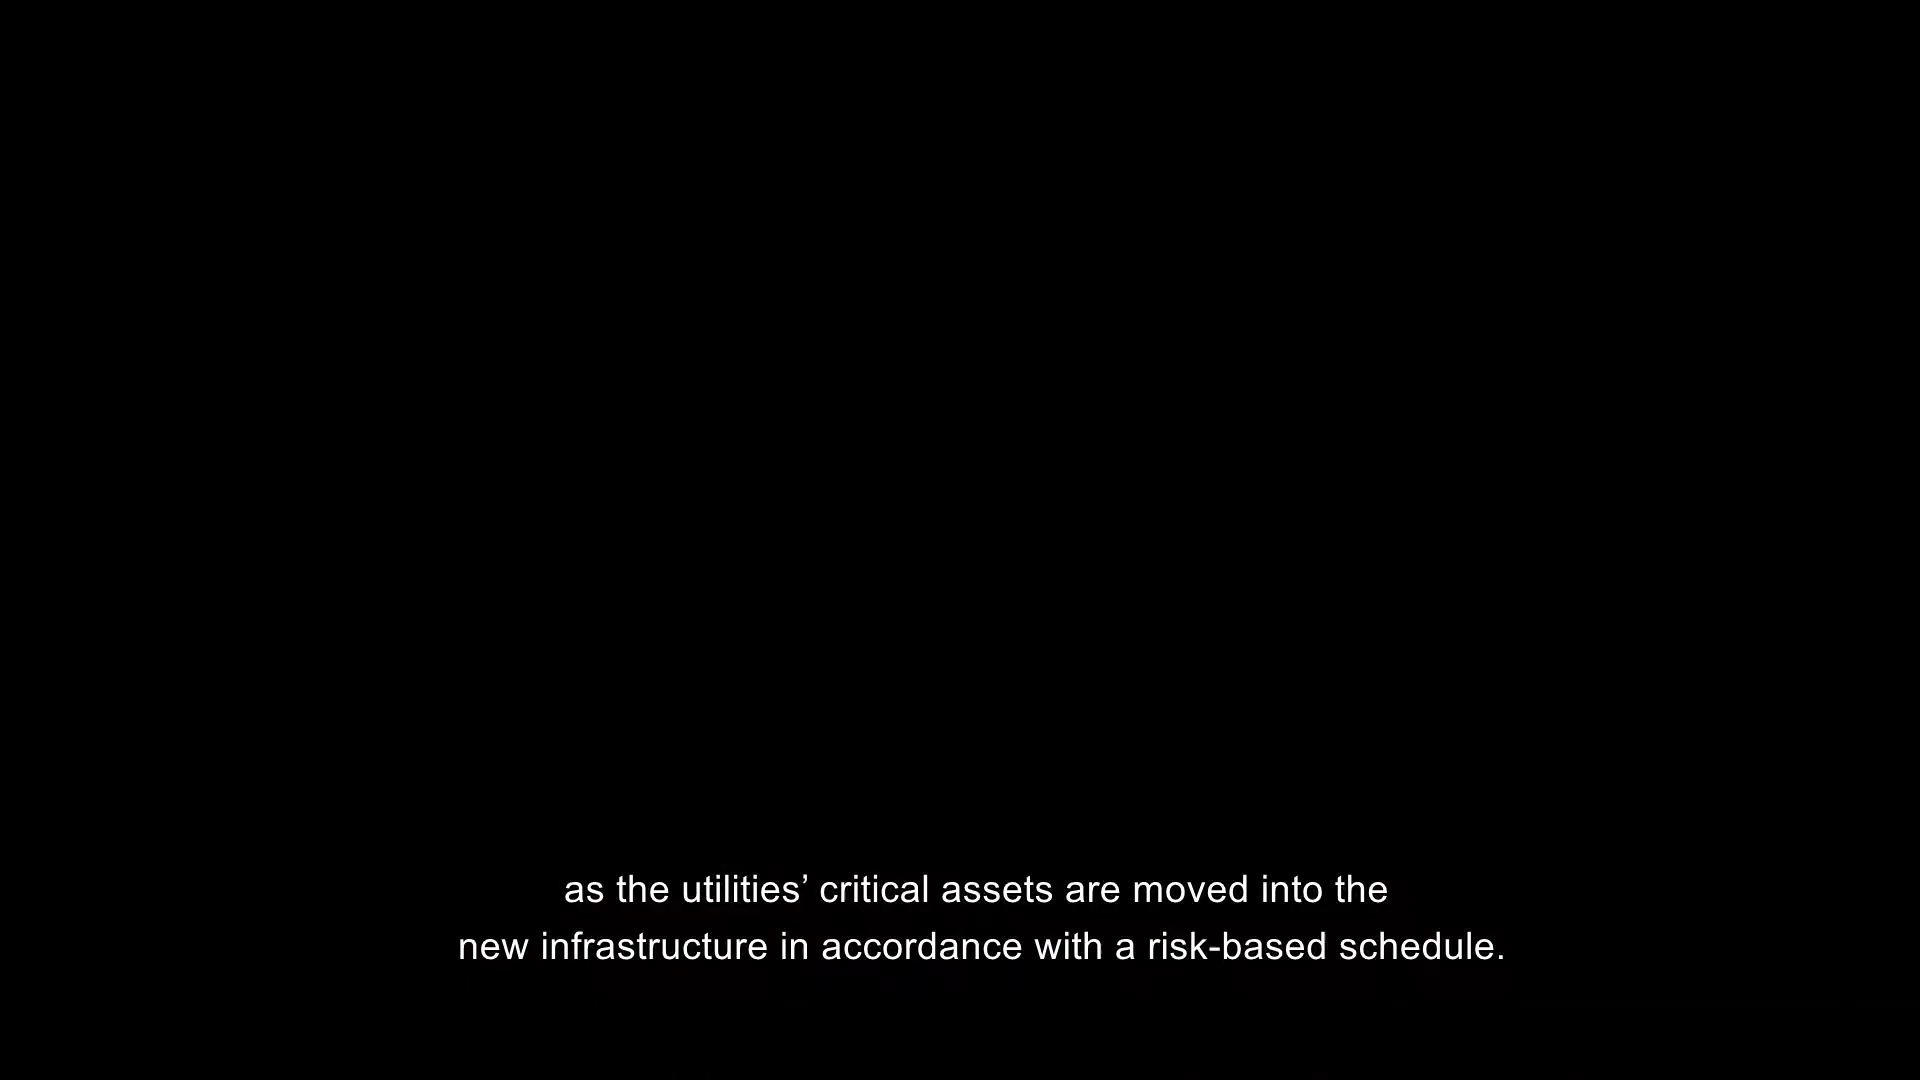 as the utilities’ critical assets are moved into the
new infrastructure in accordance with a risk-based schedule.